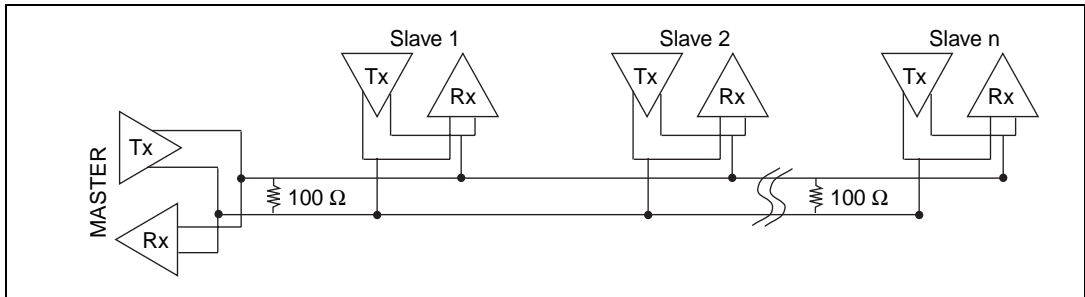 Slave 1
Slave 2
Slave n
Tx
Rx
Tx
Rx
Tx
Rx
MASTER
Tx
Rx
100 Ω
100 Ω